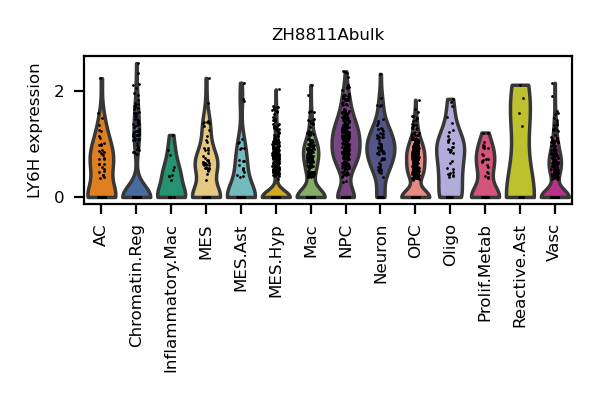 ZH8811Abulk
LY6H expression
2
0
AC
Chromatin.Reg
Inflammatory.Mac
MES
MES.Ast
MES.Hyp
Mac
NPC
Neuron
OPC
Oligo
Prolif.Metab
Reactive.Ast
Vasc